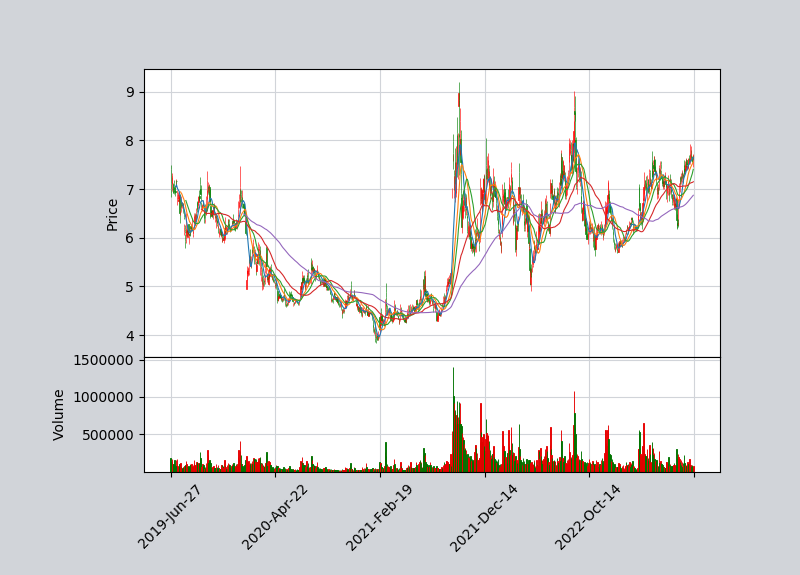 Price
9
8
7
6
5
4
Volume
1500000
1000000
500000
2019-Jun-27
2020-Apr-22
2021-Feb-19
2021-Dec-14
2022-Oct-14